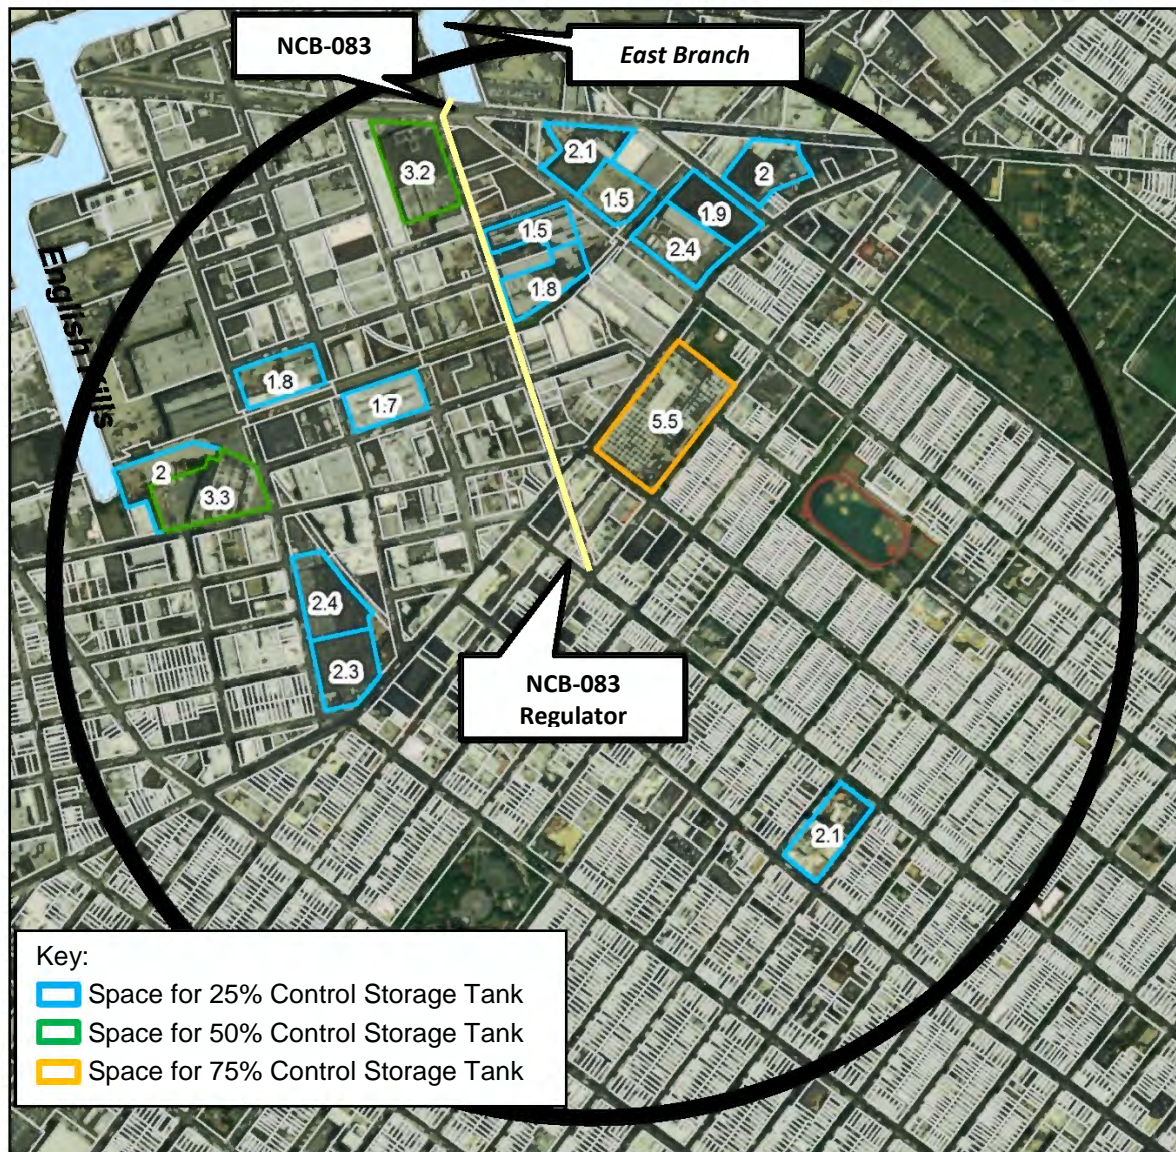 NCB-083
East Branch
2.1
2
3.2
1.5
1.9
1.5
2.4
1.8
English Kills
1.8
1.7
5.5
2
3.3
2.4
2.3
NCB-083
Regulator
2.1
Key:
Space for 25% Control Storage Tank
Space for 50% Control Storage Tank
Space for 75% Control Storage Tank